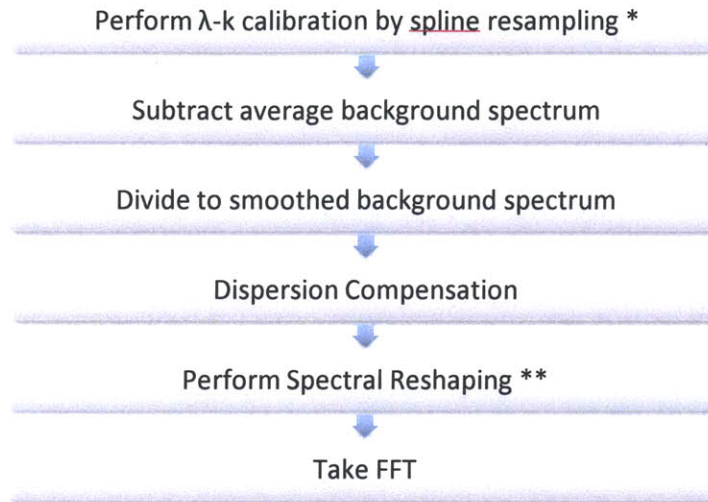 Perform λ-k calibration by spline resampling *
Subtract average background spectrum
Divide to smoothed background spectrum
Dispersion Compensation
Perform Spectral Reshaping **
Take FFT